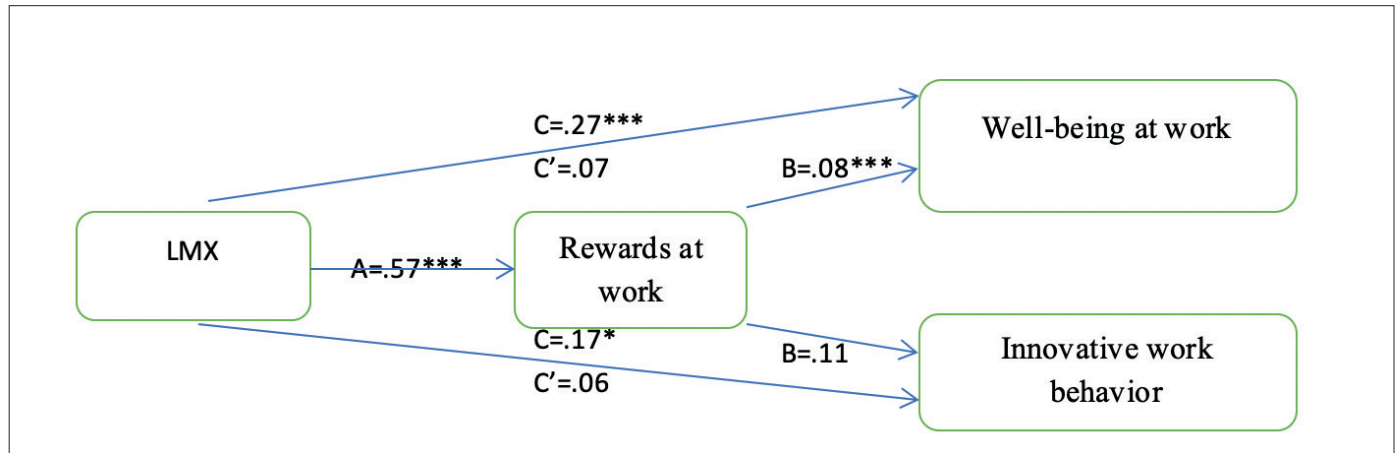 C=.27***
C’=.07
Well-being at work
B=.08***
LMX
A=.57***
Rewards at
work
C=.17*
C’=.06
B=.11
Innovative work
behavior